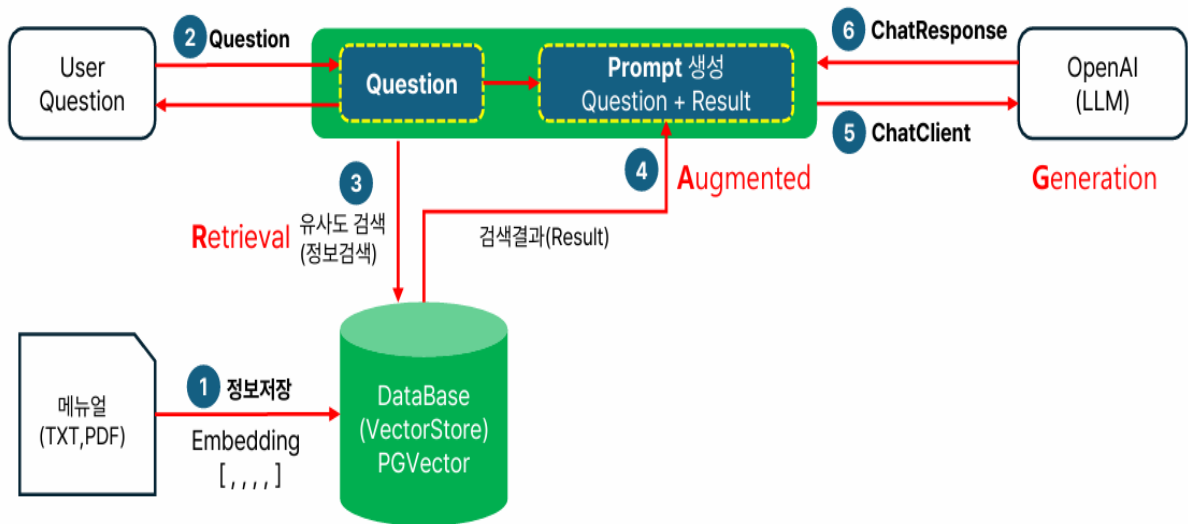 2 Question
6 ChatResponse
User
Question
Question
Prompt 생성
Question + Result
OpenAI
(LLM)
5 ChatClient
3
4
Augmented
Generation
Retrieval
유사도 검색
(정보검색)
검색결과(Result)
메뉴얼
(TXT,PDF)
1 정보저장
Embedding
[ , , , , ]
DataBase
(VectorStore)
PGVector